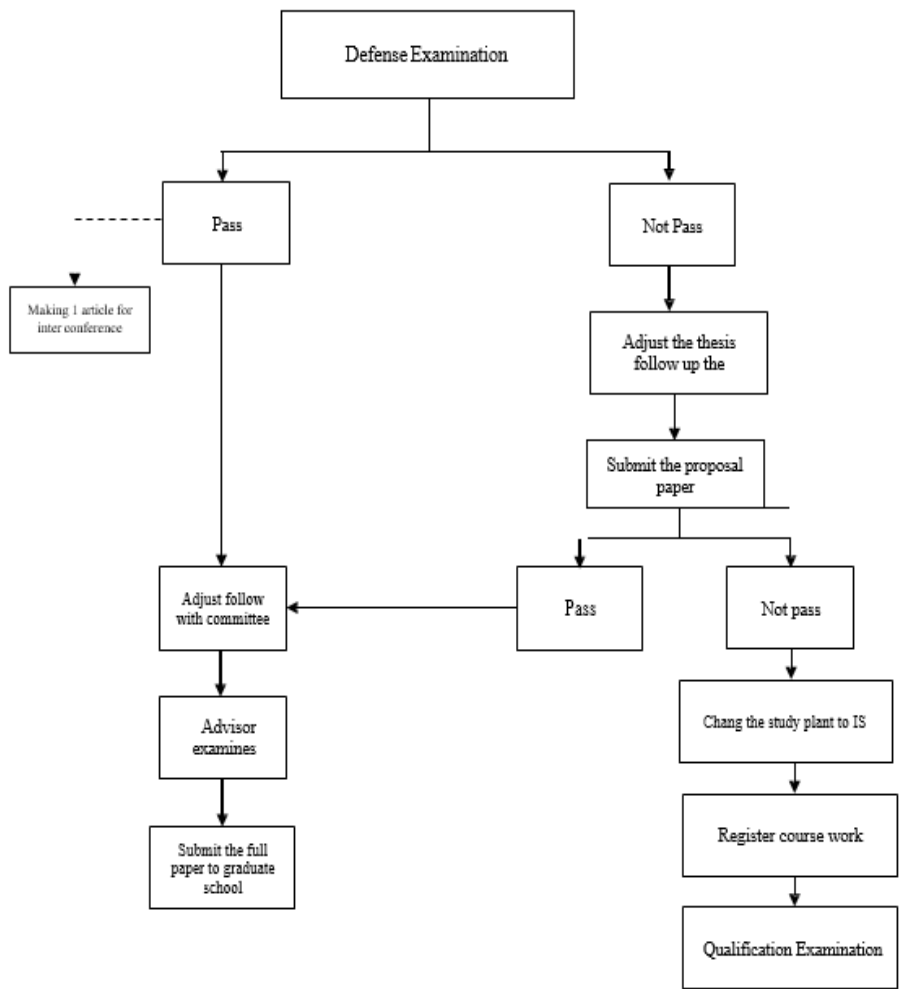 Defense Examination
Pass
Not Pass
Making 1 article for
inter conference
Adjust the thesis
follow up the
Submit the proposal
paper
Adjust follow
with committee
Pass
Not pass
Advisor
examines
Chang the study plant to IS
Submit the full
paper to graduate
school
Register course work
Qualification Examination